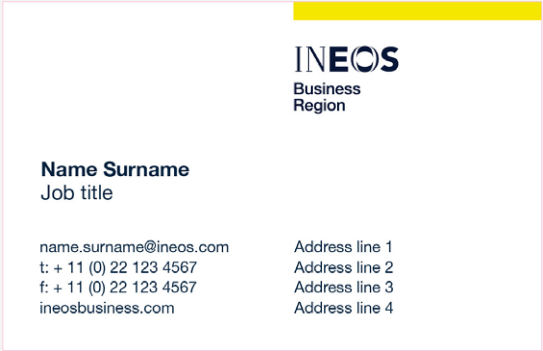 INEOS
Business
Region
Name Surname
Job title
name.surname@ineos.com
t: + 11 (0) 22 123 4567
f: + 11 (0) 22 123 4567
ineosbusiness.com
Address line 1
Address line 2
Address line 3
Address line 4